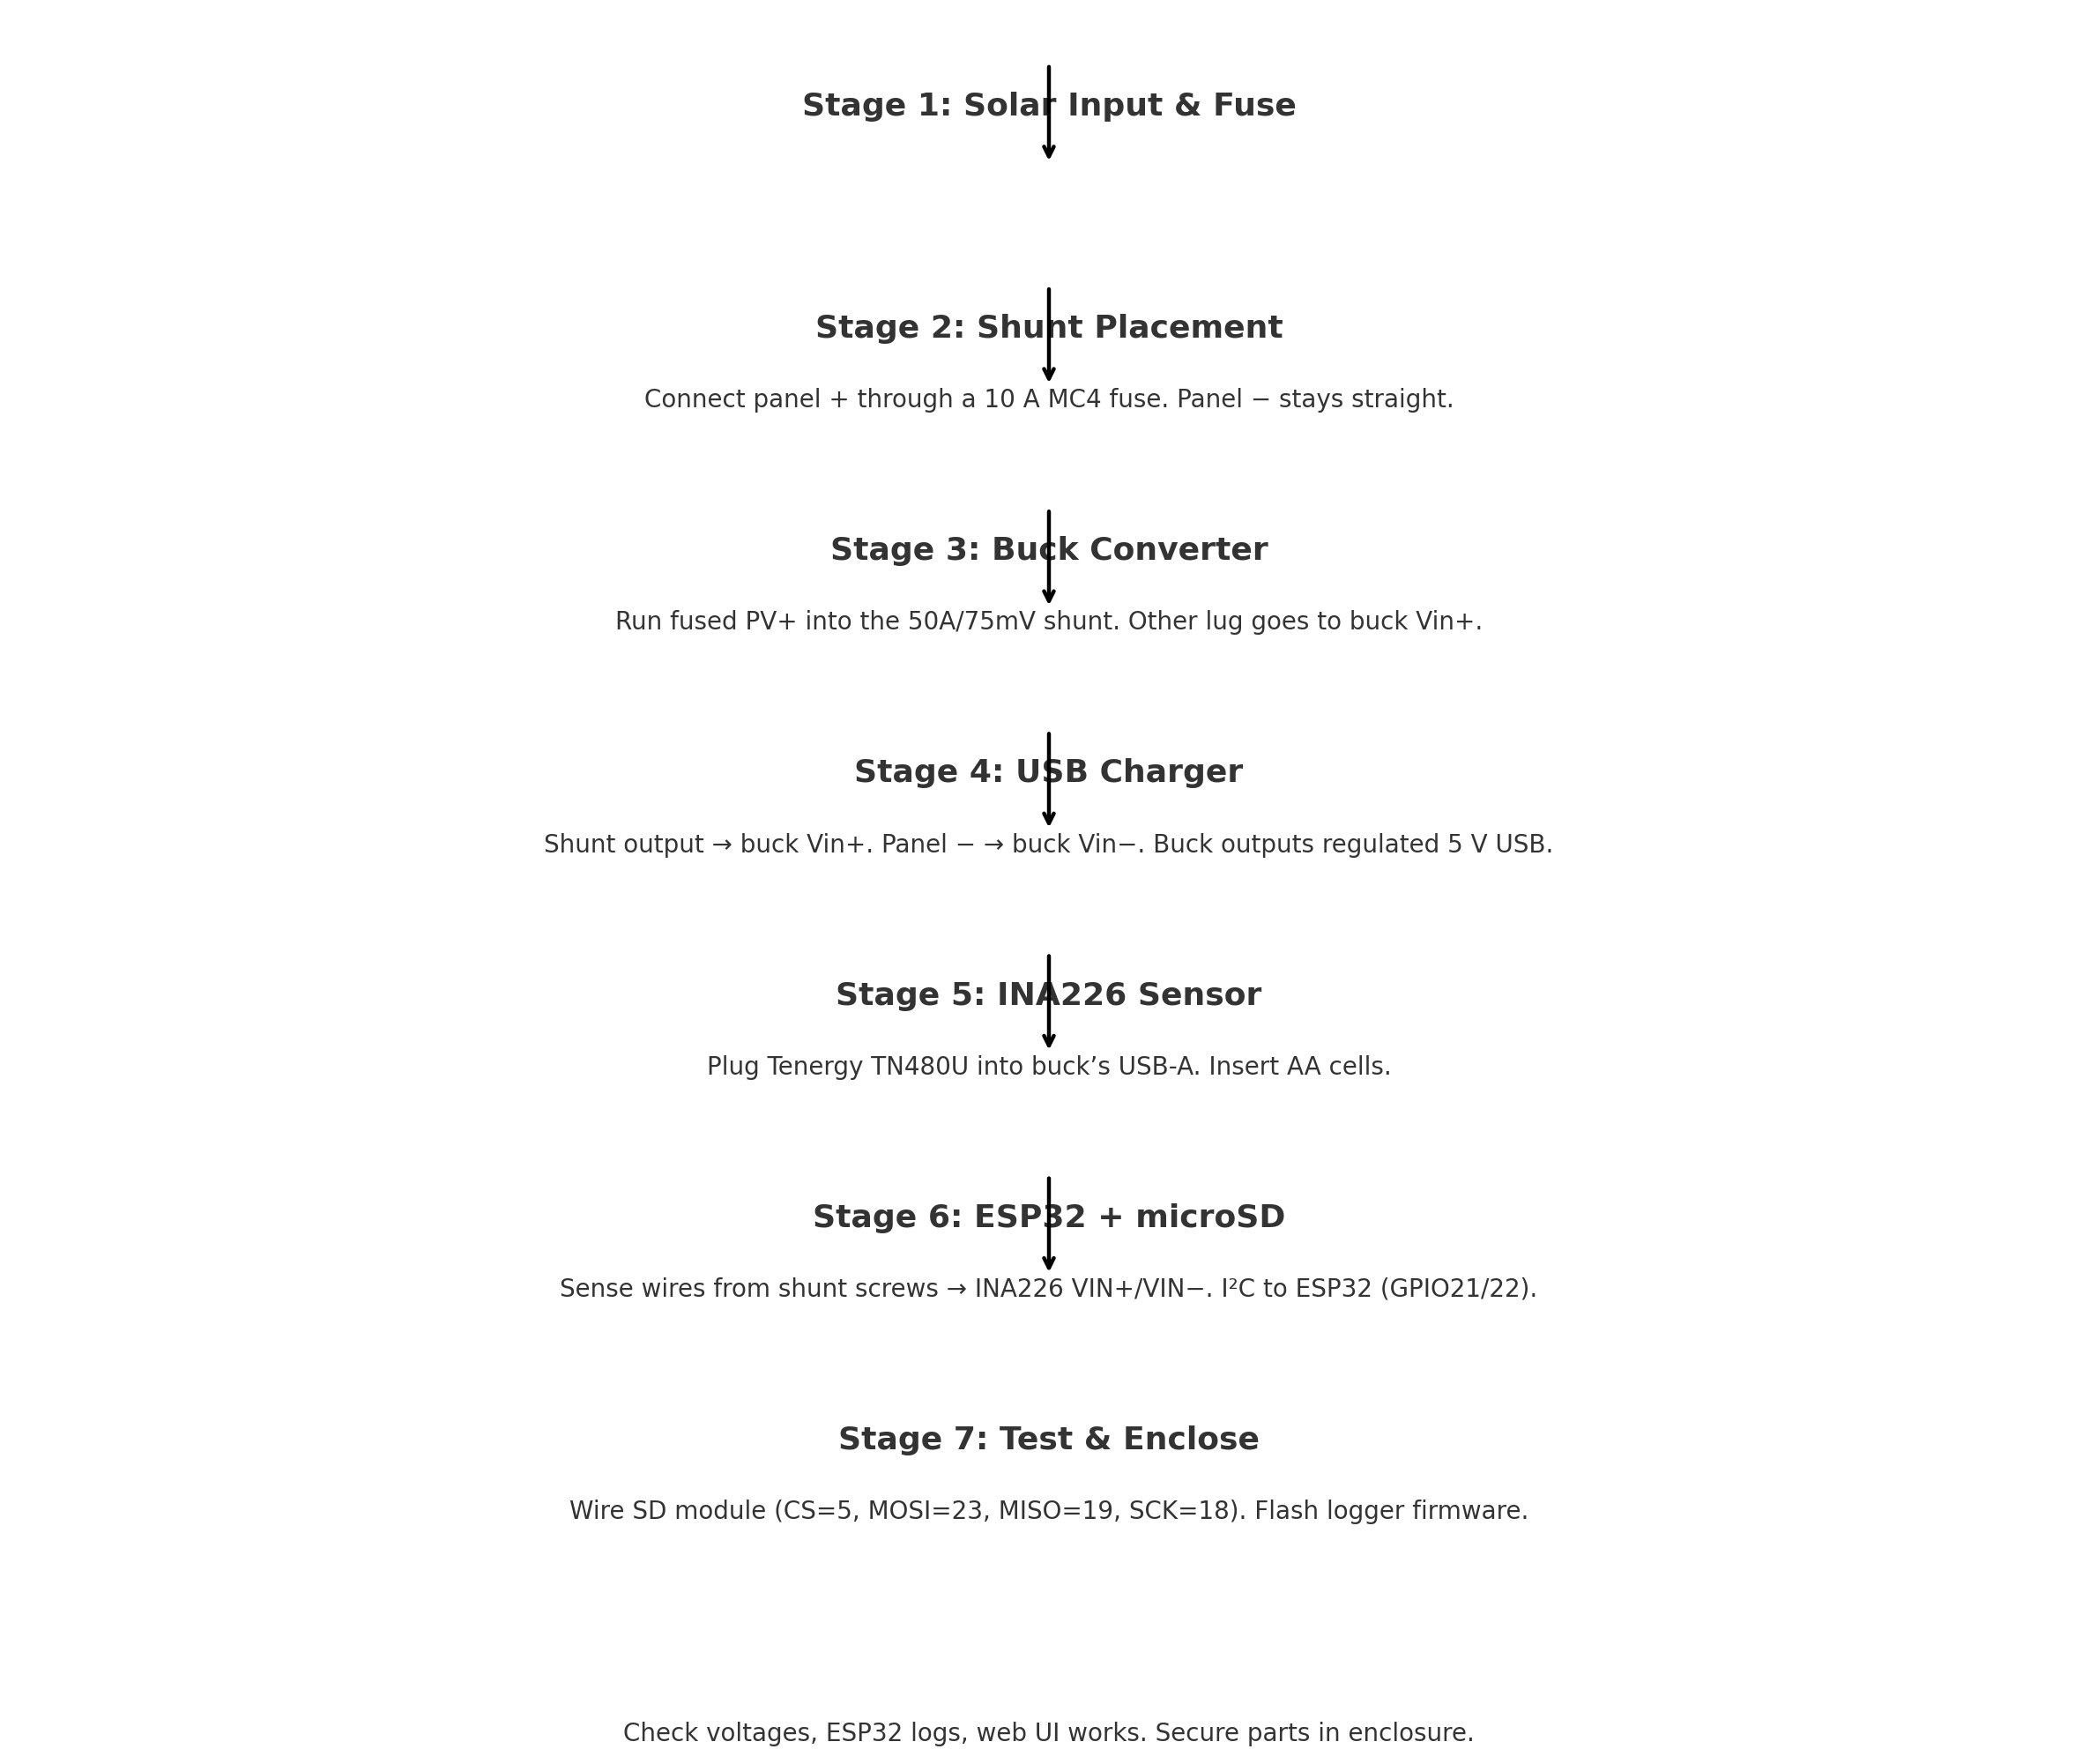 Stage 1: Solar Input & Fuse
Stage 2: Shunt Placement
Connect panel + through a 10 A MC4 fuse. Panel − stays straight.
Stage 3: Buck Converter
Run fused PV+ into the 50A/75mV shunt. Other lug goes to buck Vin+.
Stage 4: USB Charger
Shunt output → buck Vin+. Panel − → buck Vin−. Buck outputs regulated 5 V USB.
Stage 5: INA226 Sensor
Plug Tenergy TN480U into buck’s USB-A. Insert AA cells.
Stage 6: ESP32 + microSD
Sense wires from shunt screws → INA226 VIN+/VIN−. I²C to ESP32 (GPIO21/22).
Stage 7: Test & Enclose
Wire SD module (CS=5, MOSI=23, MISO=19, SCK=18). Flash logger firmware.
Check voltages, ESP32 logs, web UI works. Secure parts in enclosure.